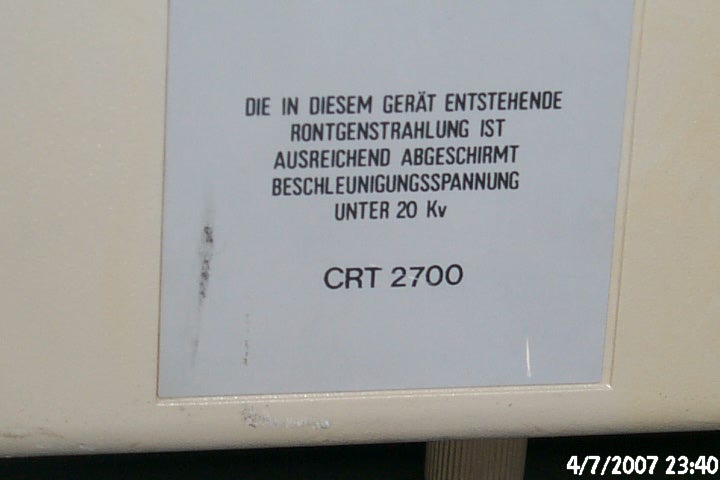 DIE IN DIESEM GERÄT ENTSTEHENDE
RONTGENSTRAHLUNG IST
AUSREICHEND ABGESCHIRMT
BESCHLEUNIGUNGSSPANNUNG
UNTER 20 Kv
CRT 2700
4/7/2007 23:40